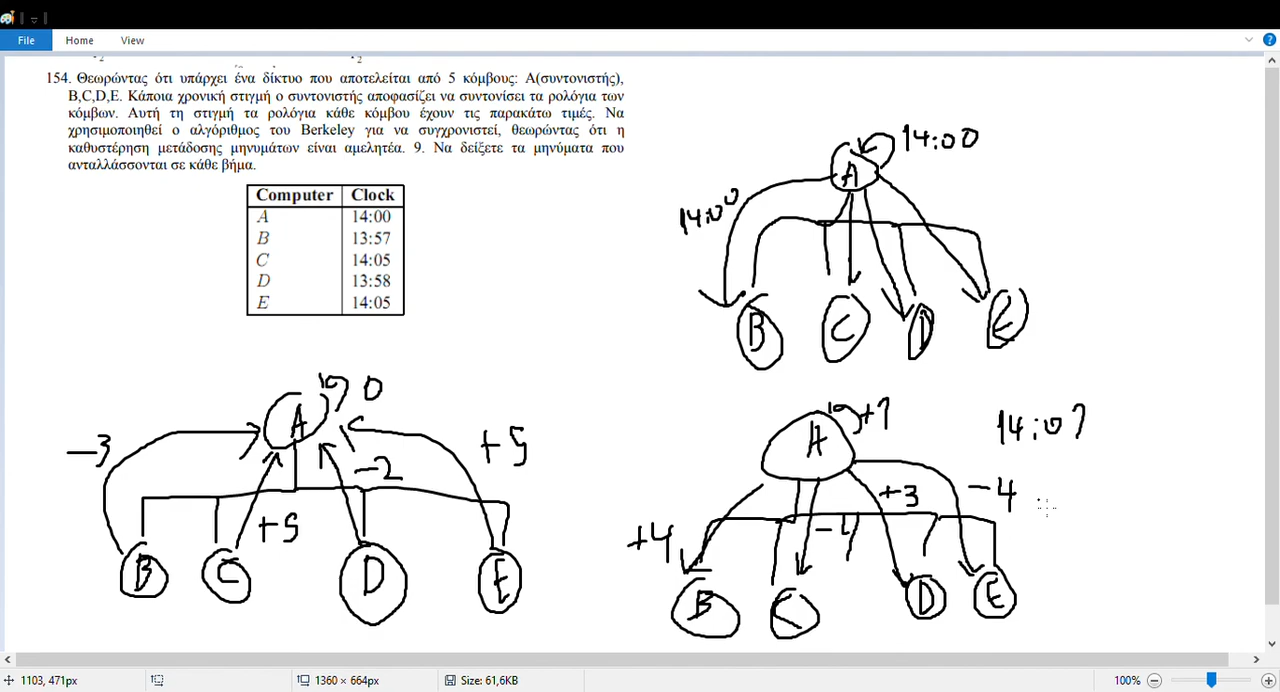 File Home View
154. Θεωρώντας ότι υπάρχει ένα δίκτυο που αποτελείται από 5 κόμβους: Α(συντονιστής),
B,C,D,E. Κάποια χρονική στιγμή ο συντονιστής αποφασίζει να συντονίσει τα ρολόγια των
κόμβων. Αυτή τη στιγμή τα ρολόγια κάθε κόμβου έχουν τις παρακάτω τιμές. Να
χρησιμοποιηθεί ο αλγόριθμος του Berkeley για να συγχρονιστεί, θεωρώντας ότι η
καθυστέρηση μετάδοσης μηνυμάτων είναι αμελητέα. 9. Να δείξετε τα μηνύματα που
ανταλλάσσονται σε κάθε βήμα.
Computer Clock
A 14:00
B 13:57
C 14:05
D 13:58
E 14:05
14:00
A
14:00
B C D E
A 0
-3 -2 +5
+5
B C D E
A +1
+3 -4
+4
B C D E
1103, 471px 1360 × 664px Size: 61,6KB 100%